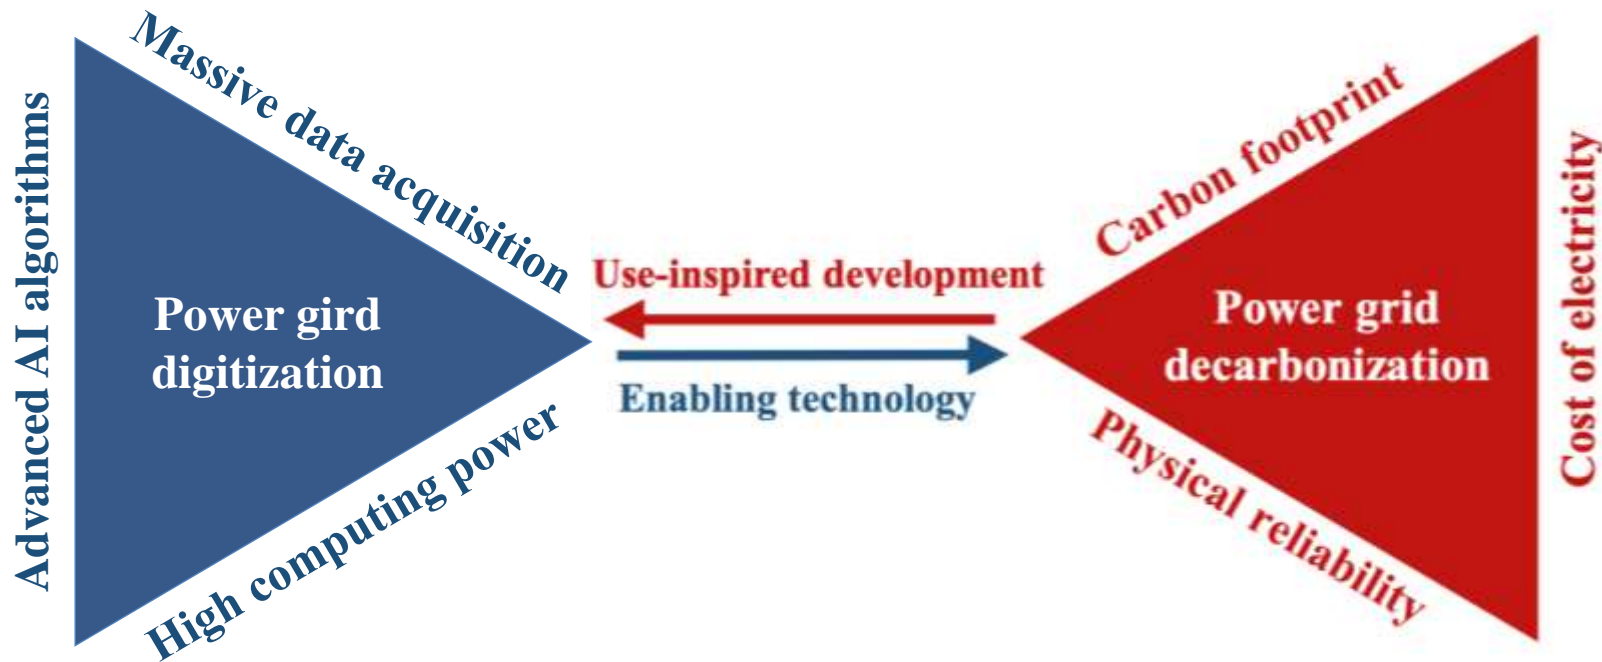 Massive data acquisition
Advanced AI algorithms
Power gird
digitization
High computing power
Use-inspired development
Enabling technology
Carbon footprint
Power grid
decarbonization
Cost of electricity
Physical reliability